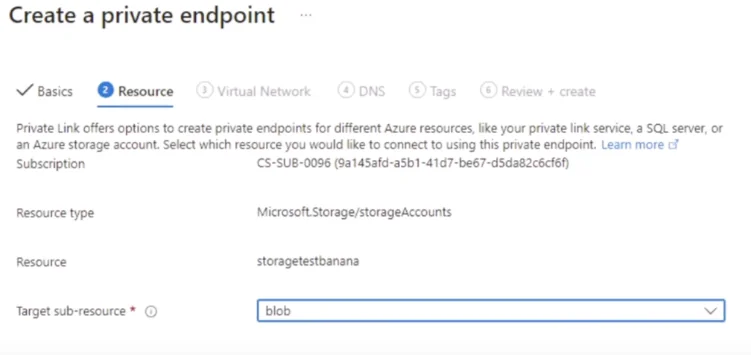 Create a private endpoint ...
Basics 2 Resource 3 Virtual Network 4 DNS 5 Tags 6 Review + create
Private Link offers options to create private endpoints for different Azure resources, like your private link service, a SQL server, or
an Azure storage account. Select which resource you would like to connect to using this private endpoint. Learn more
Subscription CS-SUB-0096 (9a145afd-a5b1-41d7-be67-d5da82c6cf6f)
Resource type Microsoft.Storage/storageAccounts
Resource storagetestbanana
Target sub-resource * blob